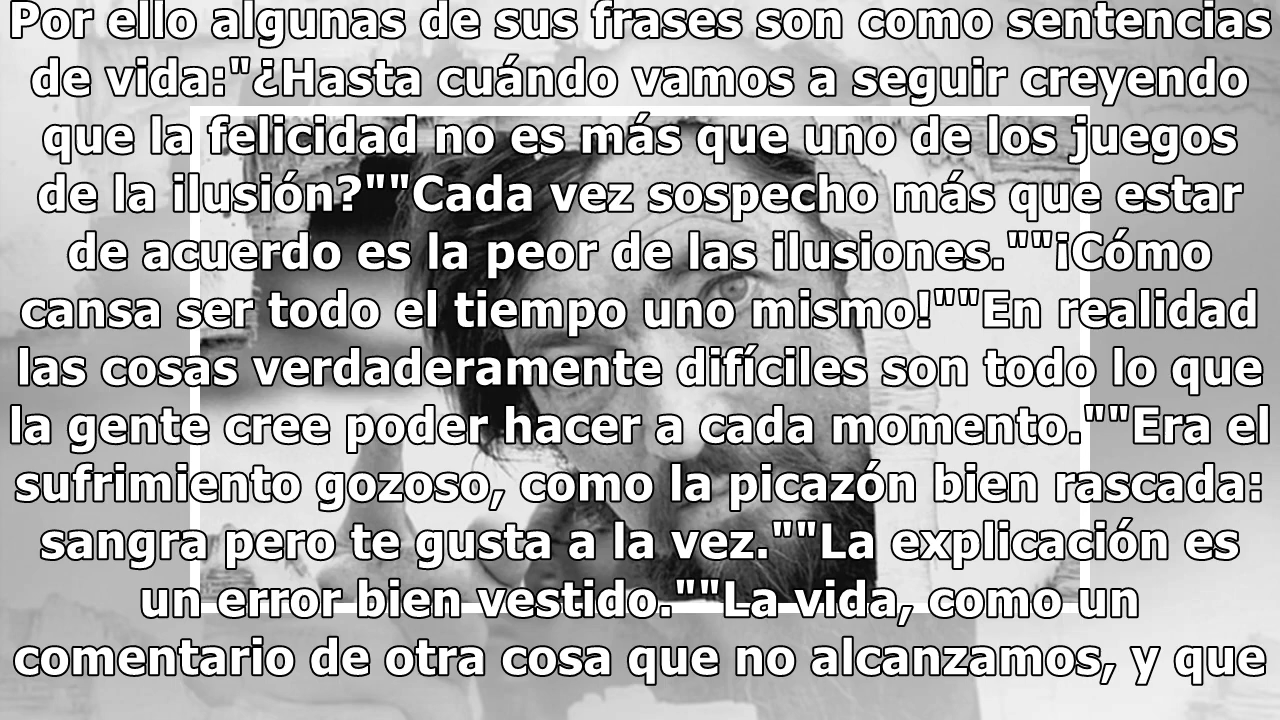 Por ello algunas de sus frases son como sentencias
de vida:"¿Hasta cuándo vamos a seguir creyendo
que la felicidad no es más que uno de los juegos
de la ilusión?""Cada vez sospecho más que estar
de acuerdo es la peor de las ilusiones.""¡Cómo
cansa ser todo el tiempo uno mismo!""En realidad
las cosas verdaderamente difíciles son todo lo que
la gente cree poder hacer a cada momento.""Era el
sufrimiento gozoso, como la picazón bien rascada:
sangra pero te gusta a la vez.""La explicación es
un error bien vestido.""La vida, como un
comentario de otra cosa que no alcanzamos, y que